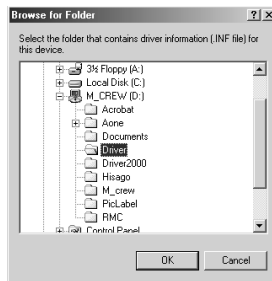 Browse for Folder
Select the folder that contains driver information (.INF file) for
this device.
3½ Floppy (A:)
Local Disk (C:)
M_CREW (D:)
Acrobat
Aone
Documents
Driver
Driver2000
Hisago
M_crew
PicLabel
RMC
Control Panel
OK
Cancel